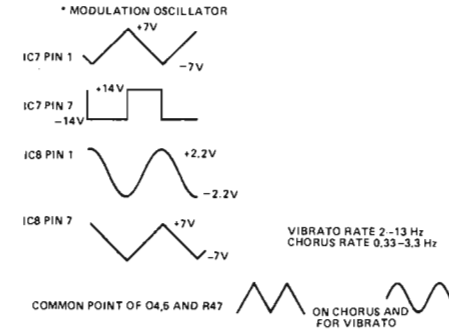 * MODULATION OSCILLATOR
+7V
IC7 PIN 1
-7V
+14V
IC7 PIN 7
-14V
IC8 PIN 1
+2.2V
-2.2V
IC8 PIN 7
+7V
-7V
VIBRATO RATE 2-13 Hz
CHORUS RATE 0,33-3,3 Hz
COMMON POINT OF O4,5 AND R47
ON CHORUS AND
FOR VIBRATO